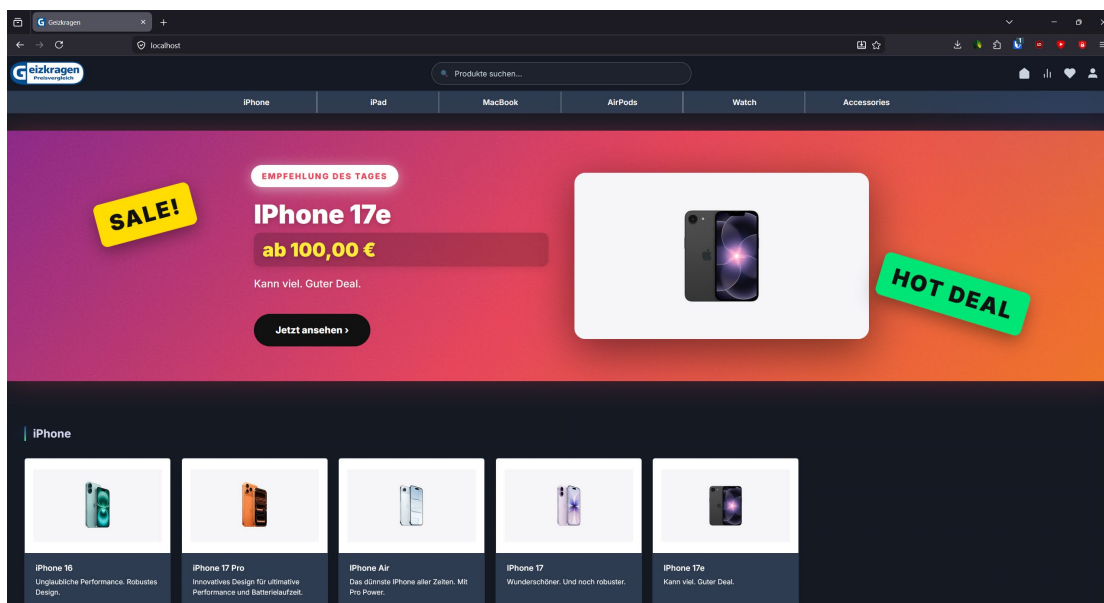 Geizkragen
localhost
Geizkragen
Preisvergleich
Produkte suchen...
iPhone
iPad
MacBook
AirPods
Watch
Accessories
SALE!
EMPFEHLUNG DES TAGES
IPhone 17e
ab 100,00 €
Kann viel. Guter Deal.
Jetzt ansehen ›
HOT DEAL
iPhone
iPhone 16
Unglaubliche Performance. Robustes
Design.
iPhone 17 Pro
Innovatives Design für ultimative
Performance und Batterielaufzeit.
IPhone Air
Das dünnste IPhone aller Zeiten. Mit
Pro Power.
IPhone 17
Wunderschöner. Und noch robuster.
IPhone 17e
Kann viel. Guter Deal.